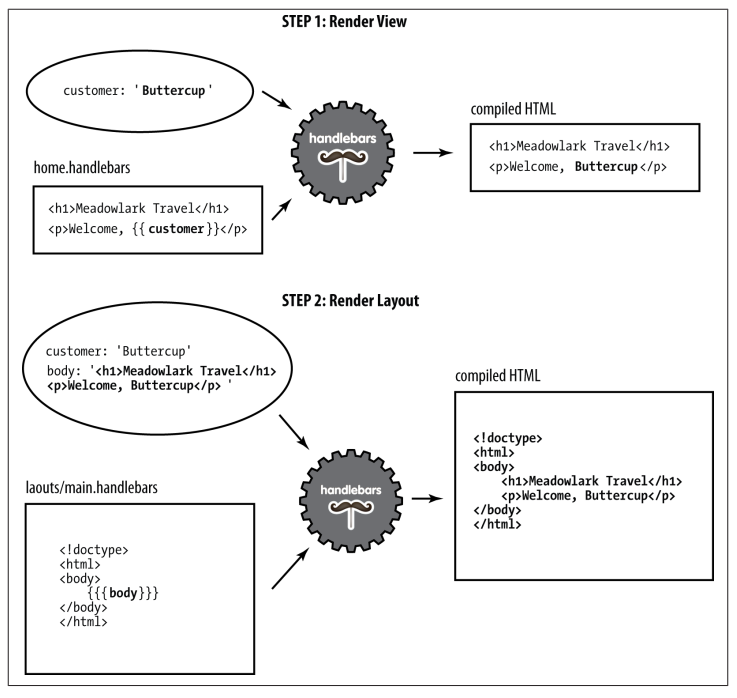 STEP 1: Render View
customer: 'Buttercup'
handlebars
compiled HTML
<h1>Meadowlark Travel</h1>
<p>Welcome, Buttercup</p>
home.handlebars
<h1>Meadowlark Travel</h1>
<p>Welcome, {{customer}}</p>
STEP 2: Render Layout
customer: 'Buttercup'
body: '<h1>Meadowlark Travel</h1>
<p>Welcome, Buttercup</p> '
handlebars
compiled HTML
<!doctype>
<html>
<body>
<h1>Meadowlark Travel</h1>
<p>Welcome, Buttercup</p>
</body>
</html>
laouts/main.handlebars
<!doctype>
<html>
<body>
{{{body}}}
</body>
</html>